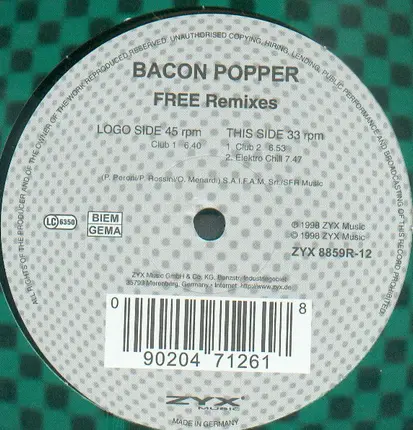 ALL RIGHTS OF THE PRODUCER AND OF THE OWNER OF THE WORK REPRODUCED RESERVED. UNAUTHORISED COPYING, HIRING, LENDING, PUBLIC PERFORMANCE AND BROADCASTING OF THIS RECORD PROHIBITED
BACON POPPER
FREE Remixes
LOGO SIDE 45 rpm
Club 1 6.40
THIS SIDE 33 rpm
1. Club 2 6.53
2. Elektro Chill 7.47
(P. Peroni/P. Rossini/O. Menardi) S.A.I.F.A.M. Srl./SFR Music
LC 6350
BIEM
GEMA
℗ 1998 ZYX Music
© 1998 ZYX Music
ZYX 8859R-12
ZYX Music GmbH & Co. KG, Benzstr./Industriegebiet
35799 Merenberg, Germany • Internet: http://www.zyx.de
0 90204 71261 8
ZYX
MUSIC
MADE IN GERMANY